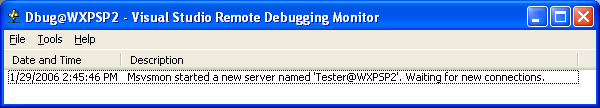 Dbug@WXPSP2 - Visual Studio Remote Debugging Monitor
File Tools Help
Date and Time Description
1/29/2006 2:45:46 PM Msvsmon started a new server named 'Tester@WXPSP2'. Waiting for new connections.